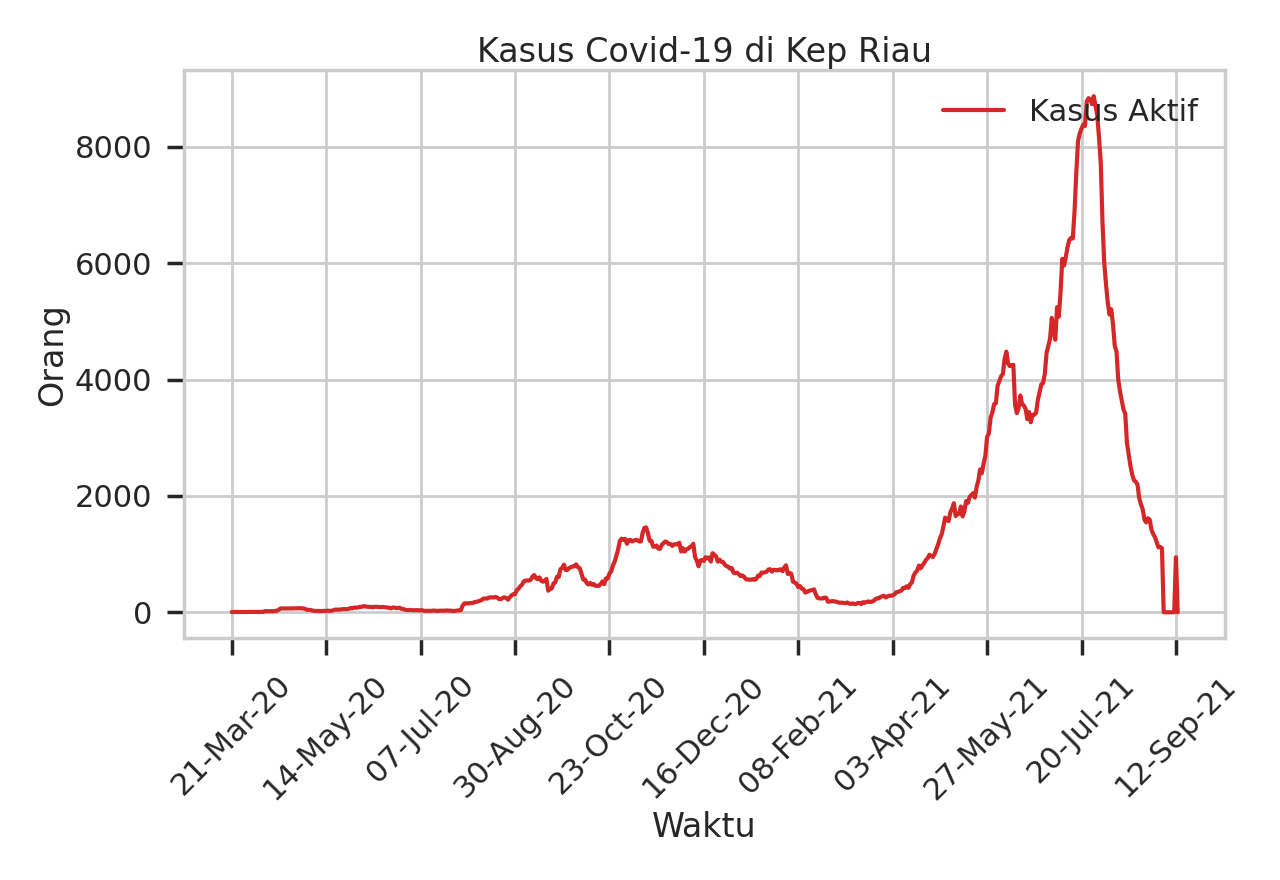 Kasus Covid-19 di Kep Riau
Kasus Aktif
8000
6000
4000
2000
0
Orang
21-Mar-20
14-May-20
07-Jul-20
30-Aug-20
23-Oct-20
16-Dec-20
08-Feb-21
03-Apr-21
27-May-21
20-Jul-21
12-Sep-21
Waktu